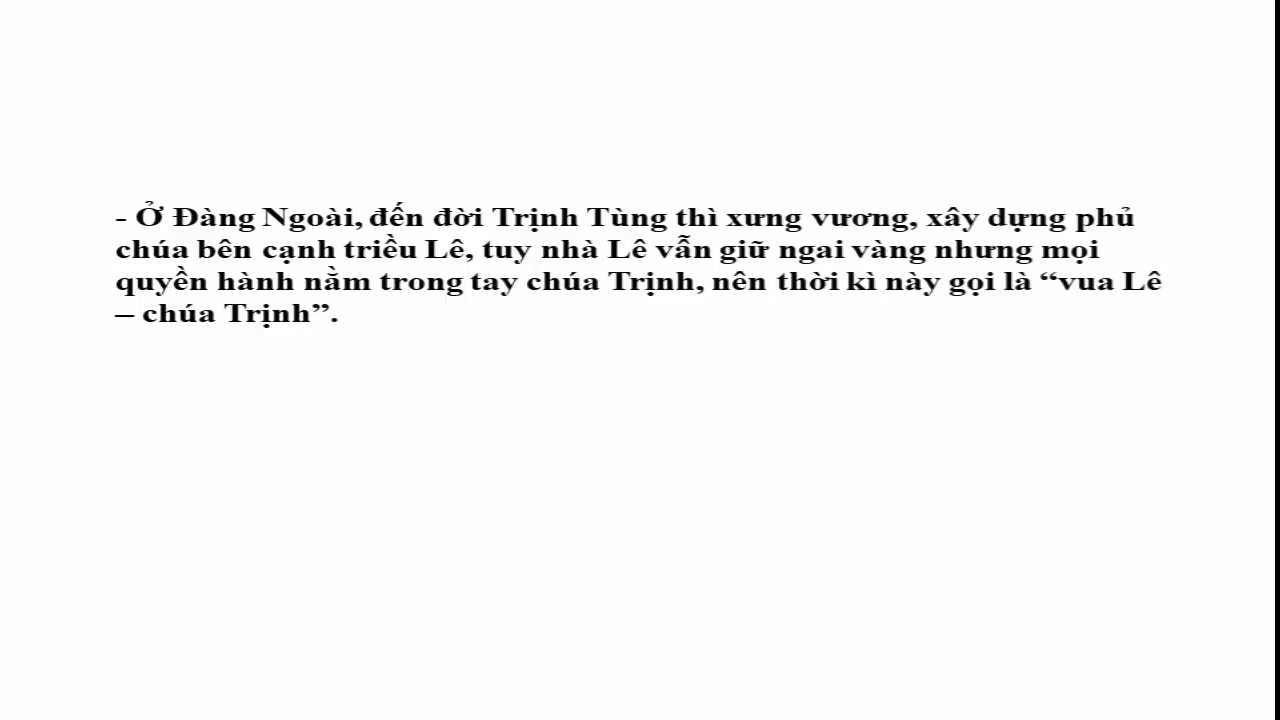 - Ở Đàng Ngoài, đến đời Trịnh Tùng thì xưng vương, xây dựng phủ
chúa bên cạnh triều Lê, tuy nhà Lê vẫn giữ ngai vàng nhưng mọi
quyền hành nằm trong tay chúa Trịnh, nên thời kì này gọi là “vua Lê
– chúa Trịnh”.